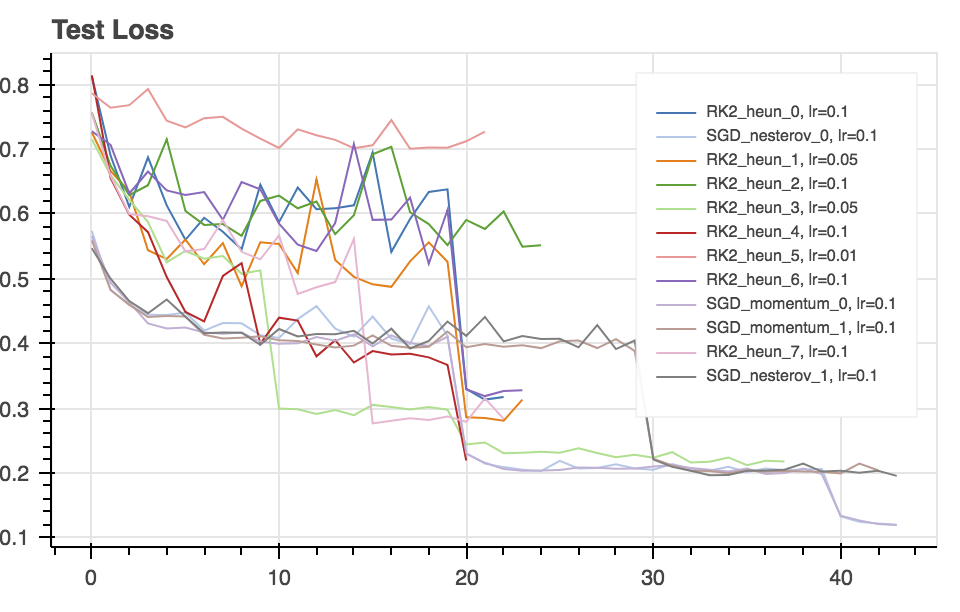 Test Loss
0.8
0.7
0.6
0.5
0.4
0.3
0.2
0.1
RK2_heun_0, lr=0.1
SGD_nesterov_0, lr=0.1
RK2_heun_1, lr=0.05
RK2_heun_2, lr=0.1
RK2_heun_3, lr=0.05
RK2_heun_4, lr=0.1
RK2_heun_5, lr=0.01
RK2_heun_6, lr=0.1
SGD_momentum_0, lr=0.1
SGD_momentum_1, lr=0.1
RK2_heun_7, lr=0.1
SGD_nesterov_1, lr=0.1
0 10 20 30 40